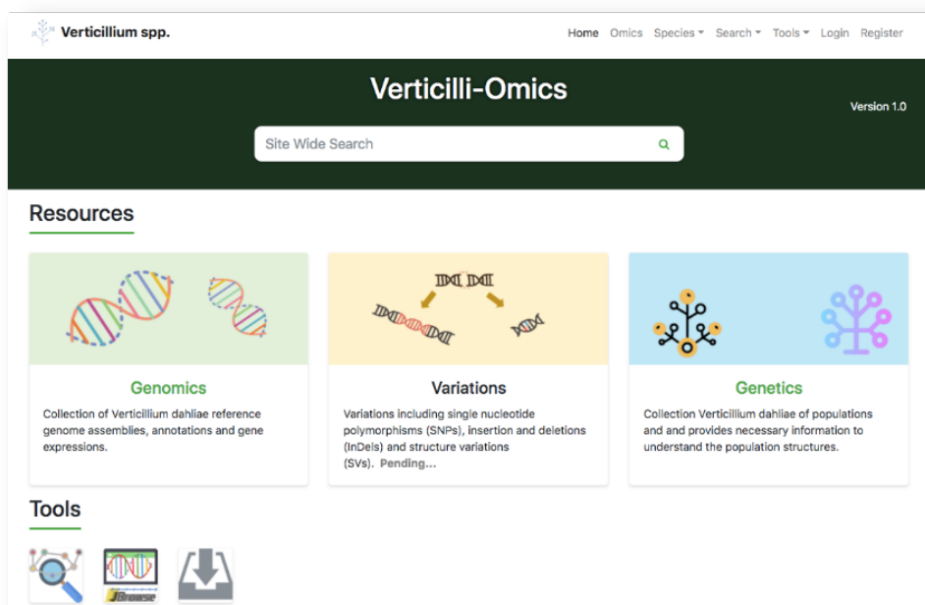 Verticillium spp.
Home Omics Species Search Tools Login Register
Verticilli-Omics
Version 1.0
Site Wide Search
Resources
Genomics
Collection of Verticillium dahliae reference
genome assemblies, annotations and gene
expressions.
Variations
Variations including single nucleotide
polymorphisms (SNPs), insertion and deletions
(InDels) and structure variations
(SVs). Pending...
Genetics
Collection Verticillium dahliae of populations
and and provides necessary information to
understand the population structures.
Tools
JBrowse